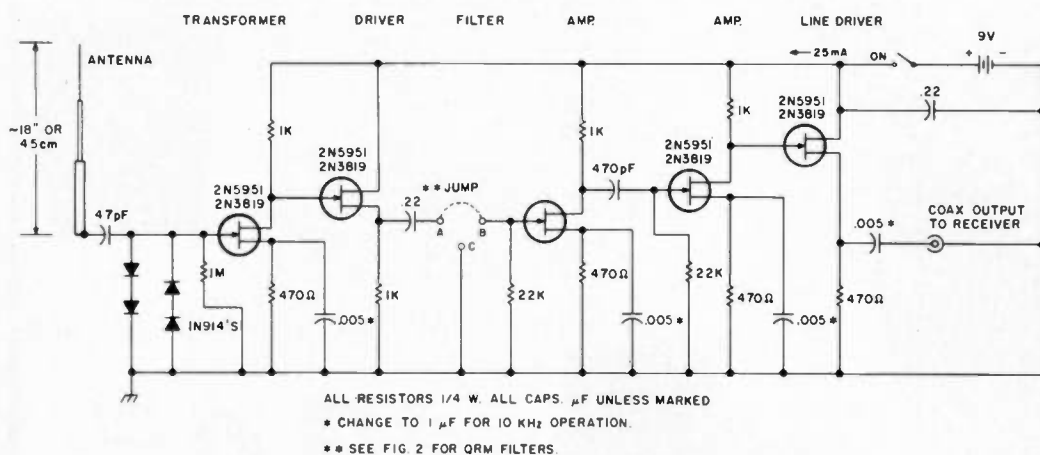 TRANSFORMER DRIVER FILTER AMP. AMP. LINE DRIVER
ANTENNA
~18" OR
45cm
47pF
1M
1N914'S
2N5951
2N3819
1K
470Ω
.005*
2N5951
2N3819
1K
.22
** JUMP
A
B
C
22K
1K
470Ω
.005*
470pF
22K
2N5951
2N3819
1K
470Ω
.005*
2N5951
2N3819
25mA
ON
9V
+ -
.22
.005*
470Ω
COAX OUTPUT
TO RECEIVER
ALL RESISTORS 1/4 W. ALL CAPS. µF UNLESS MARKED
* CHANGE TO 1 µF FOR 10 KHz OPERATION.
** SEE FIG. 2 FOR QRM FILTERS.